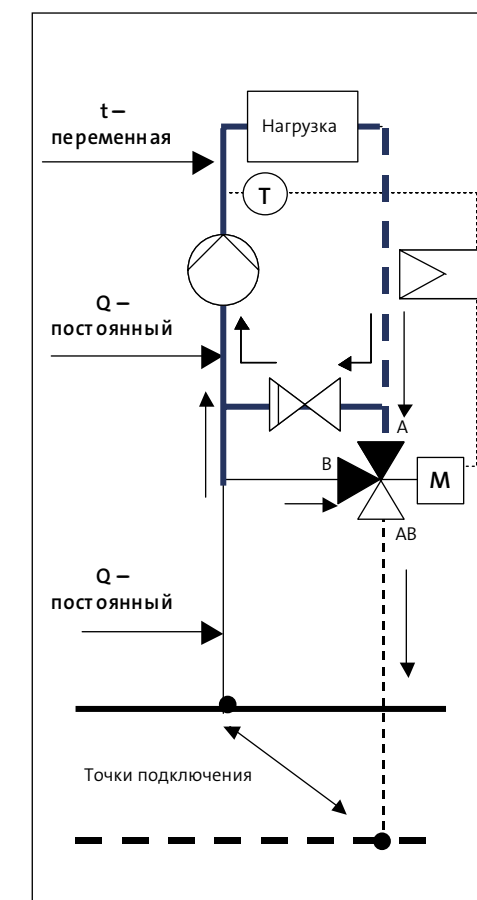 t –
переменная
Нагрузка
T
Q –
постоянный
A
B
M
AB
Q –
постоянный
Точки подключения